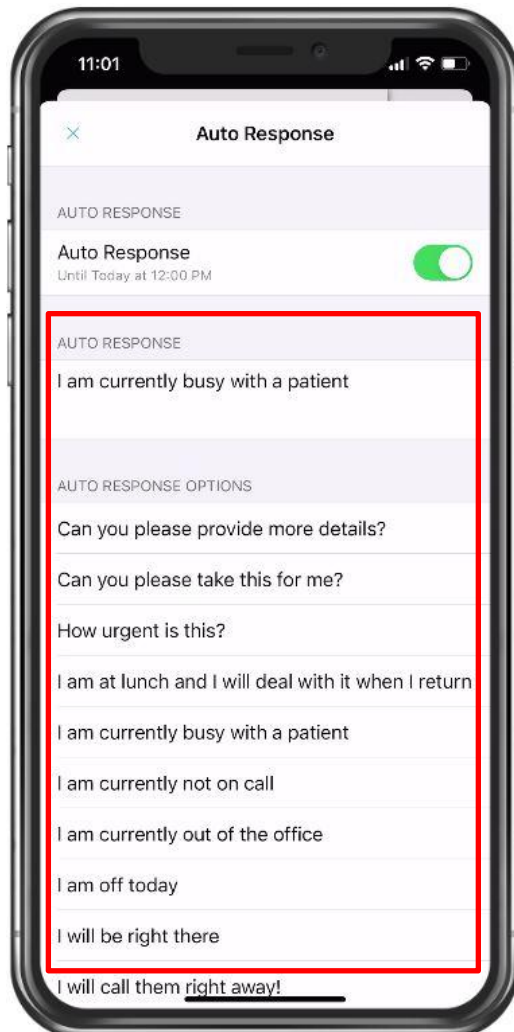 11:01
Auto Response
AUTO RESPONSE
Auto Response
Until Today at 12:00 PM
AUTO RESPONSE
I am currently busy with a patient
AUTO RESPONSE OPTIONS
Can you please provide more details?
Can you please take this for me?
How urgent is this?
I am at lunch and I will deal with it when I return
I am currently busy with a patient
I am currently not on call
I am currently out of the office
I am off today
I will be right there
I will call them right away!